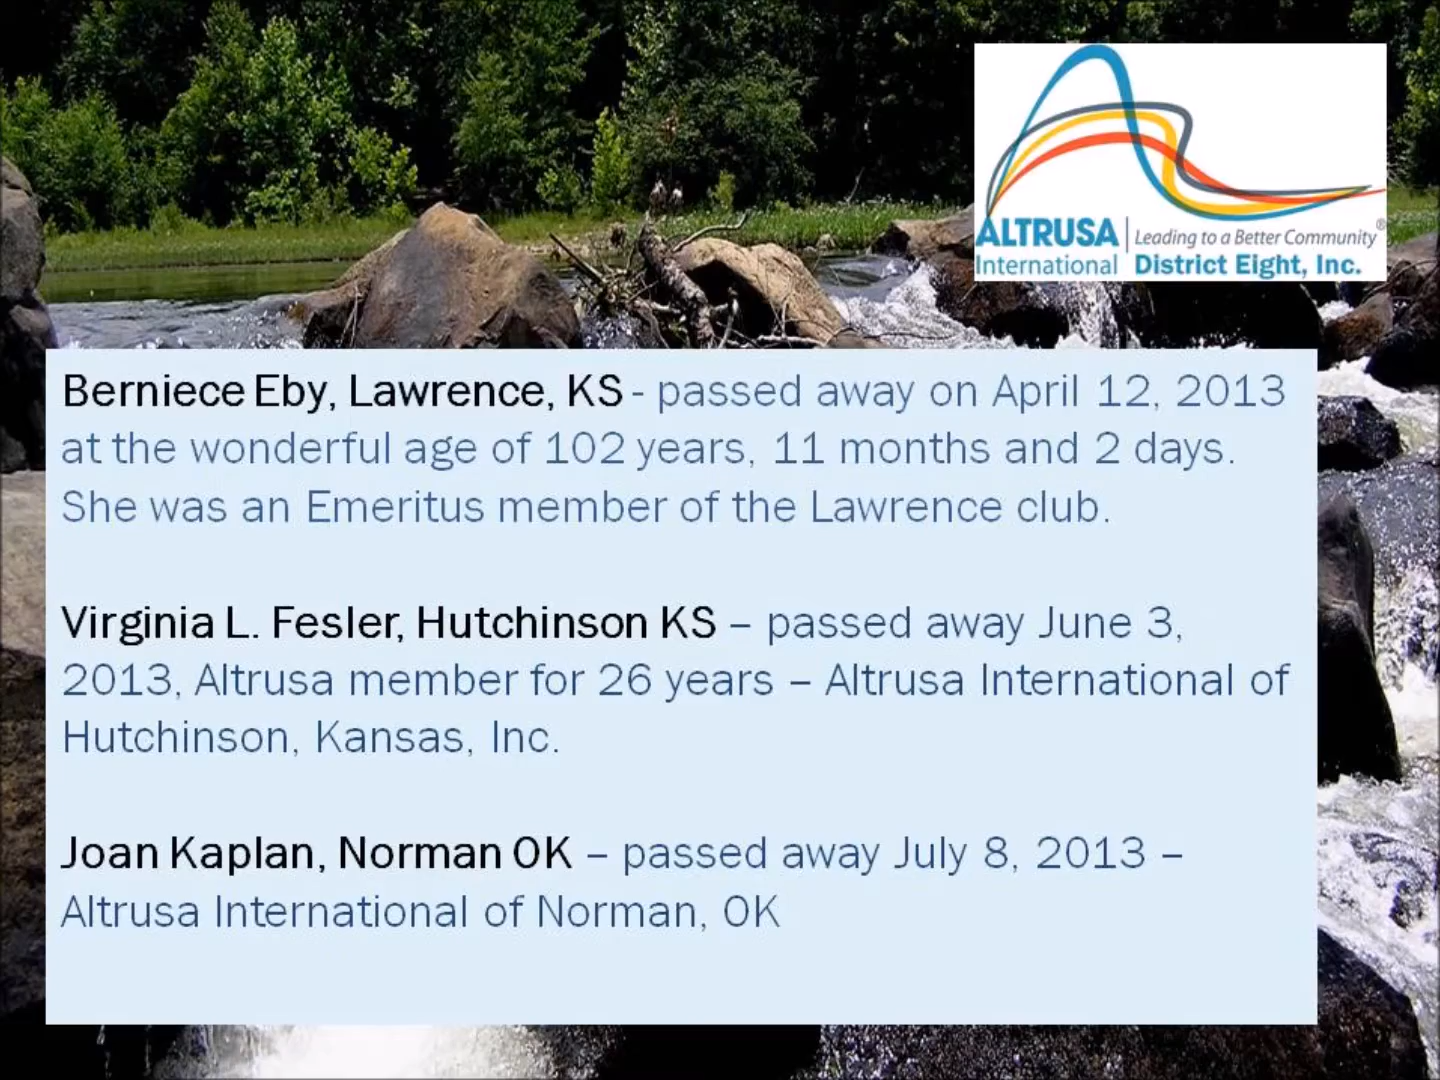 ALTRUSA
International
Leading to a Better Community®
District Eight, Inc.
Berniece Eby, Lawrence, KS - passed away on April 12, 2013
at the wonderful age of 102 years, 11 months and 2 days.
She was an Emeritus member of the Lawrence club.
Virginia L. Fesler, Hutchinson KS – passed away June 3,
2013, Altrusa member for 26 years – Altrusa International of
Hutchinson, Kansas, Inc.
Joan Kaplan, Norman OK – passed away July 8, 2013 –
Altrusa International of Norman, OK